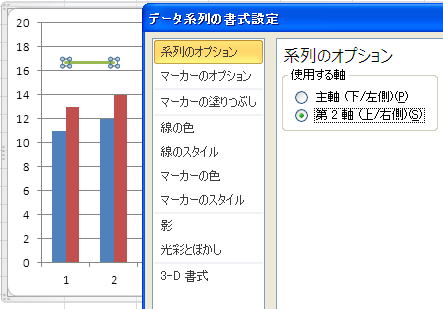 データ系列の書式設定
20
18
16
14
12
10
8
6
4
2
0
1
2
系列のオプション
マーカーのオプション
マーカーの塗りつぶし
線の色
線のスタイル
マーカーの色
マーカーのスタイル
影
光彩とぼかし
3-D 書式
系列のオプション
使用する軸
主軸 (下/左側)(P)
第 2 軸 (上/右側)(S)